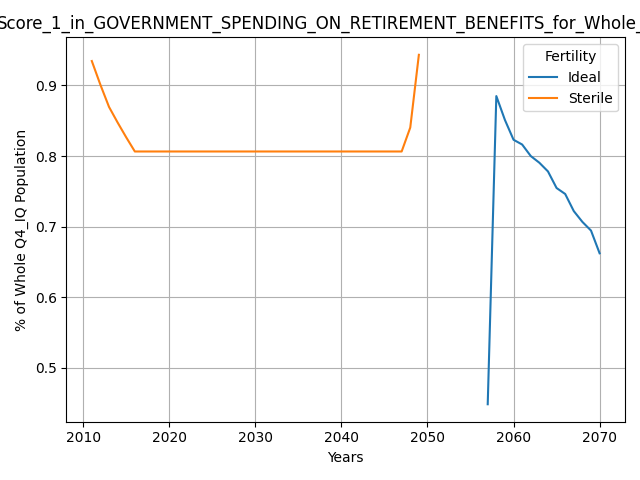 Score_1_in_GOVERNMENT_SPENDING_ON_RETIREMENT_BENEFITS_for_Whole_
Fertility
Ideal
Sterile
0.9
0.8
0.7
0.6
0.5
% of Whole Q4_IQ Population
2010 2020 2030 2040 2050 2060 2070
Years